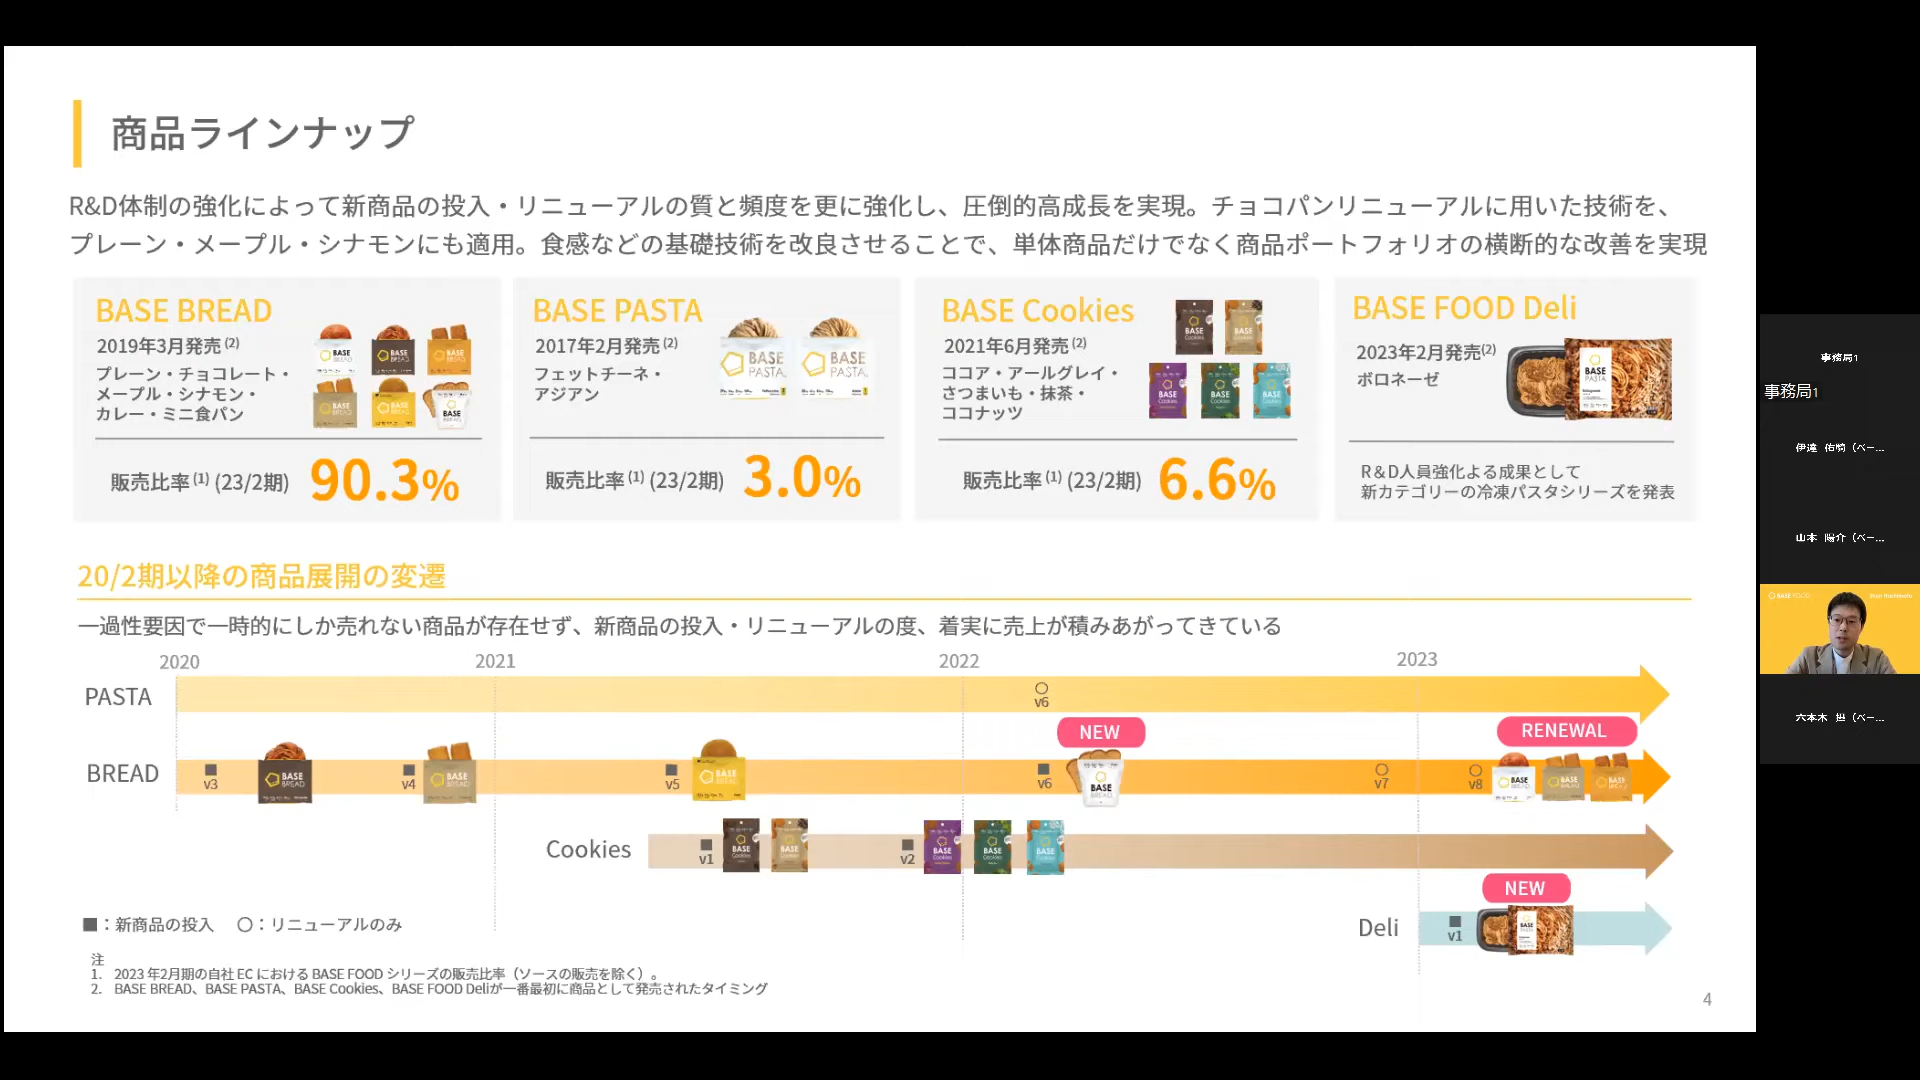 商品ラインナップ
R&D体制の強化によって新商品の投入・リニューアルの質と頻度を更に強化し、圧倒的高成長を実現。チョコパンリニューアルに用いた技術を、
プレーン・メープル・シナモンにも適用。食感などの基礎技術を改良させることで、単体商品だけでなく商品ポートフォリオの横断的な改善を実現
BASE BREAD
2019年3月発売(2)
プレーン・チョコレート・
メープル・シナモン・
カレー・ミニ食パン
販売比率(1) (23/2期) 90.3%
BASE PASTA
2017年2月発売(2)
フェットチーネ・
アジアン
販売比率(1) (23/2期) 3.0%
BASE Cookies
2021年6月発売(2)
ココア・アールグレイ・
さつまいも・抹茶・
ココナッツ
販売比率(1) (23/2期) 6.6%
BASE FOOD Deli
2023年2月発売(2)
ボロネーゼ
R&D人員強化よる成果として
新カテゴリーの冷凍パスタシリーズを発表
20/2期以降の商品展開の変遷
一過性要因で一時的にしか売れない商品が存在せず、新商品の投入・リニューアルの度、着実に売上が積みあがってきている
2020 2021 2022 2023
PASTA v6
NEW RENEWAL
BREAD v3 v4 v5 v6 v7 v8
Cookies v1 v2
NEW
Deli v1
■：新商品の投入 〇：リニューアルのみ
注
1. 2023 年2月期の自社 EC における BASE FOOD シリーズの販売比率（ソースの販売を除く）。
2. BASE BREAD、BASE PASTA、BASE Cookies、BASE FOOD Deliが一番最初に商品として発売されたタイミング
4
事務局1
事務局1
山本 陽介（ベー...
BASE FOOD